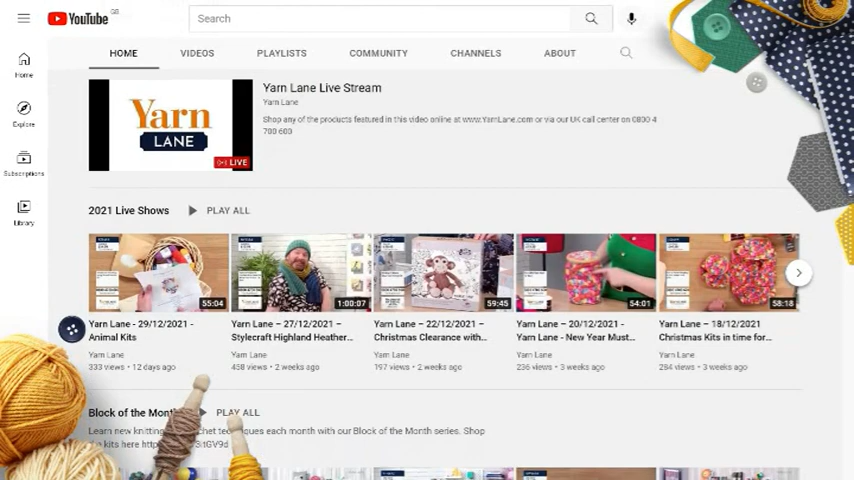 YouTube GB
Search
HOME VIDEOS PLAYLISTS COMMUNITY CHANNELS ABOUT
Home
Explore
Subscriptions
Library
Yarn
LANE
LIVE
Yarn Lane Live Stream
Yarn Lane
Shop any of the products featured in this video online at www.YarnLane.com or via our UK call center on 0800 4
700 600
2021 Live Shows PLAY ALL
55:04
1:00:07
59:45
54:01
58:18
Yarn Lane - 29/12/2021 -
Animal Kits
Yarn Lane
333 views • 12 days ago
Yarn Lane – 27/12/2021 –
Stylecraft Highland Heather...
Yarn Lane
438 views • 2 weeks ago
Yarn Lane – 22/12/2021 –
Christmas Clearance with...
Yarn Lane
197 views • 2 weeks ago
Yarn Lane – 20/12/2021 -
Yarn Lane - New Year Must...
Yarn Lane
236 views • 3 weeks ago
Yarn Lane – 18/12/2021
Christmas Kits in time for...
Yarn Lane
284 views • 3 weeks ago
Block of the Month PLAY ALL
Learn new knitting each month with our Block of the Month series. Shop
kits here